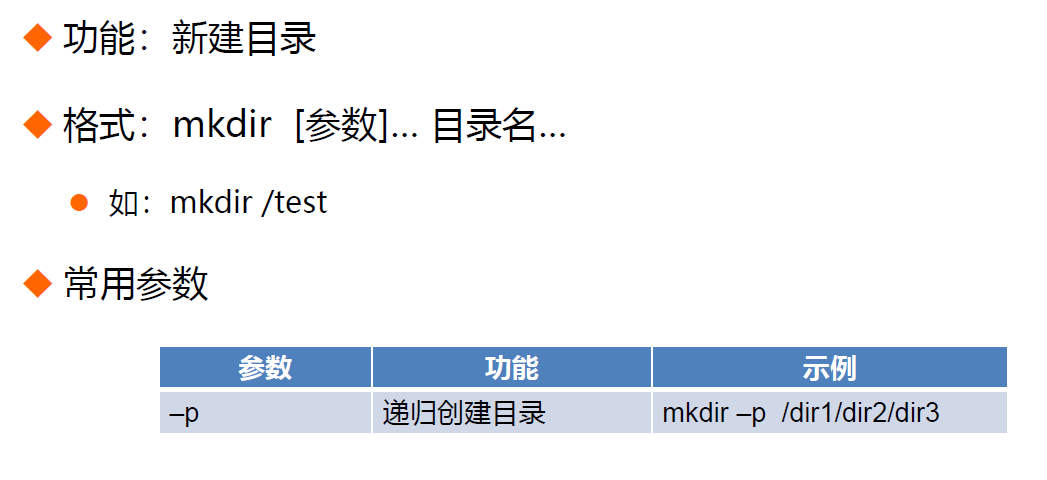 功能：新建目录
格式：mkdir [参数]... 目录名...
如：mkdir /test
常用参数
参数 功能 示例
–p 递归创建目录 mkdir –p /dir1/dir2/dir3